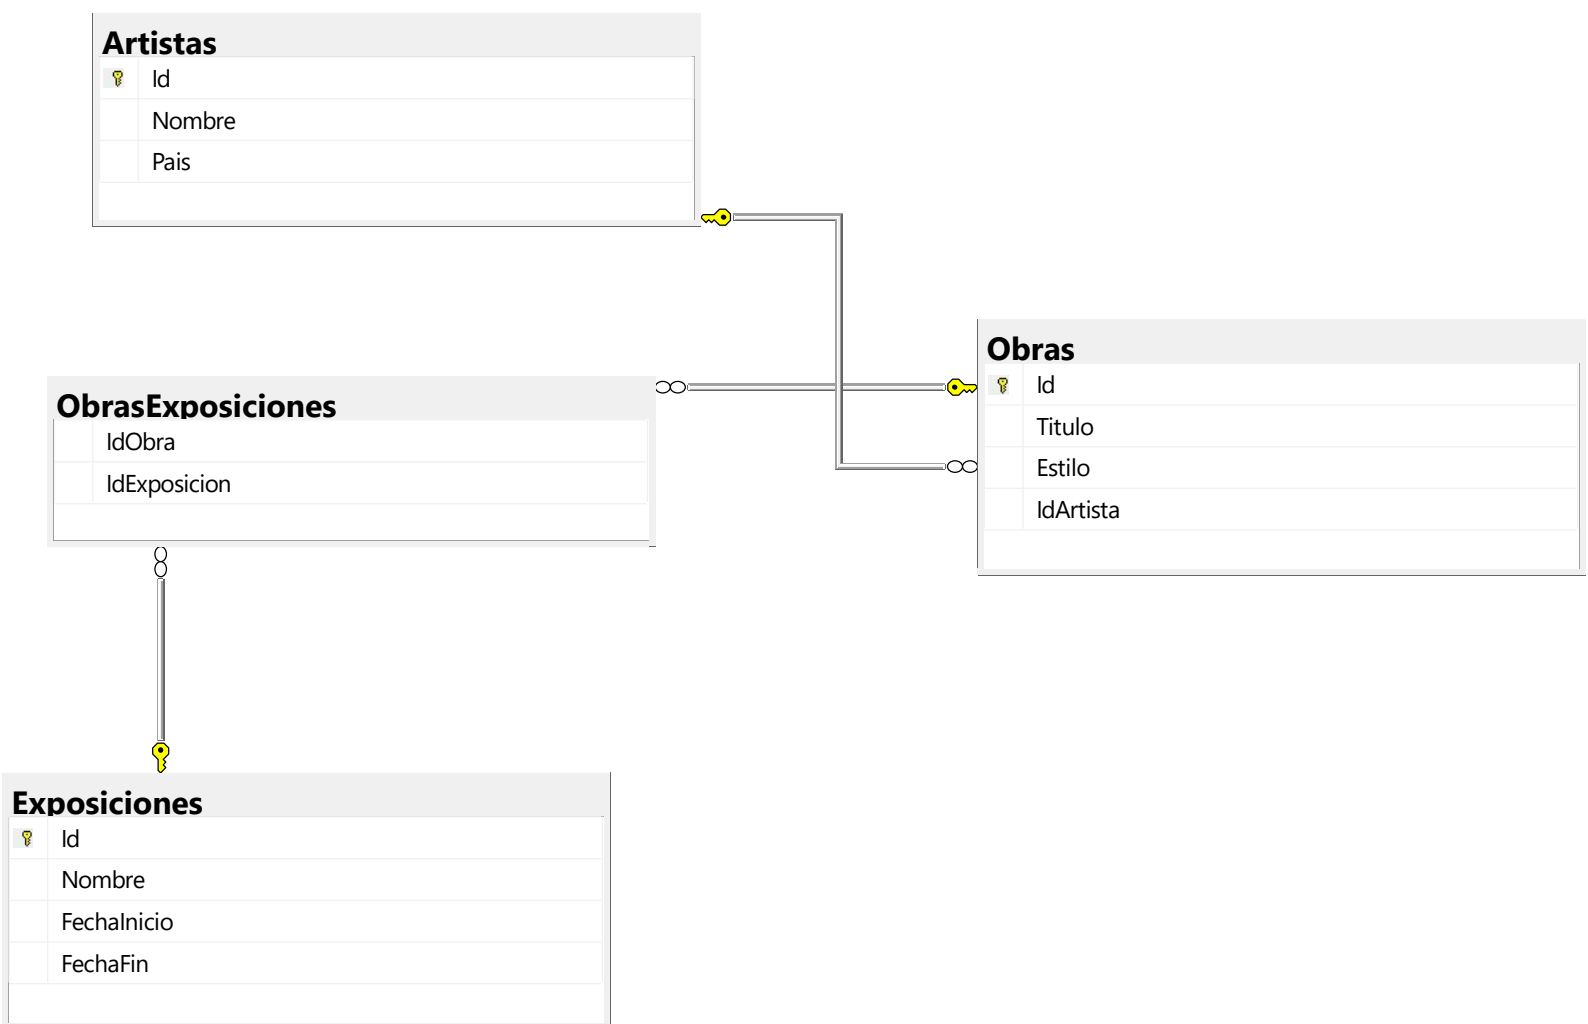 Artistas
Id
Nombre
Pais
Obras
Id
Titulo
Estilo
IdArtista
ObrasExposiciones
IdObra
IdExposicion
Exposiciones
Id
Nombre
FechaInicio
FechaFin